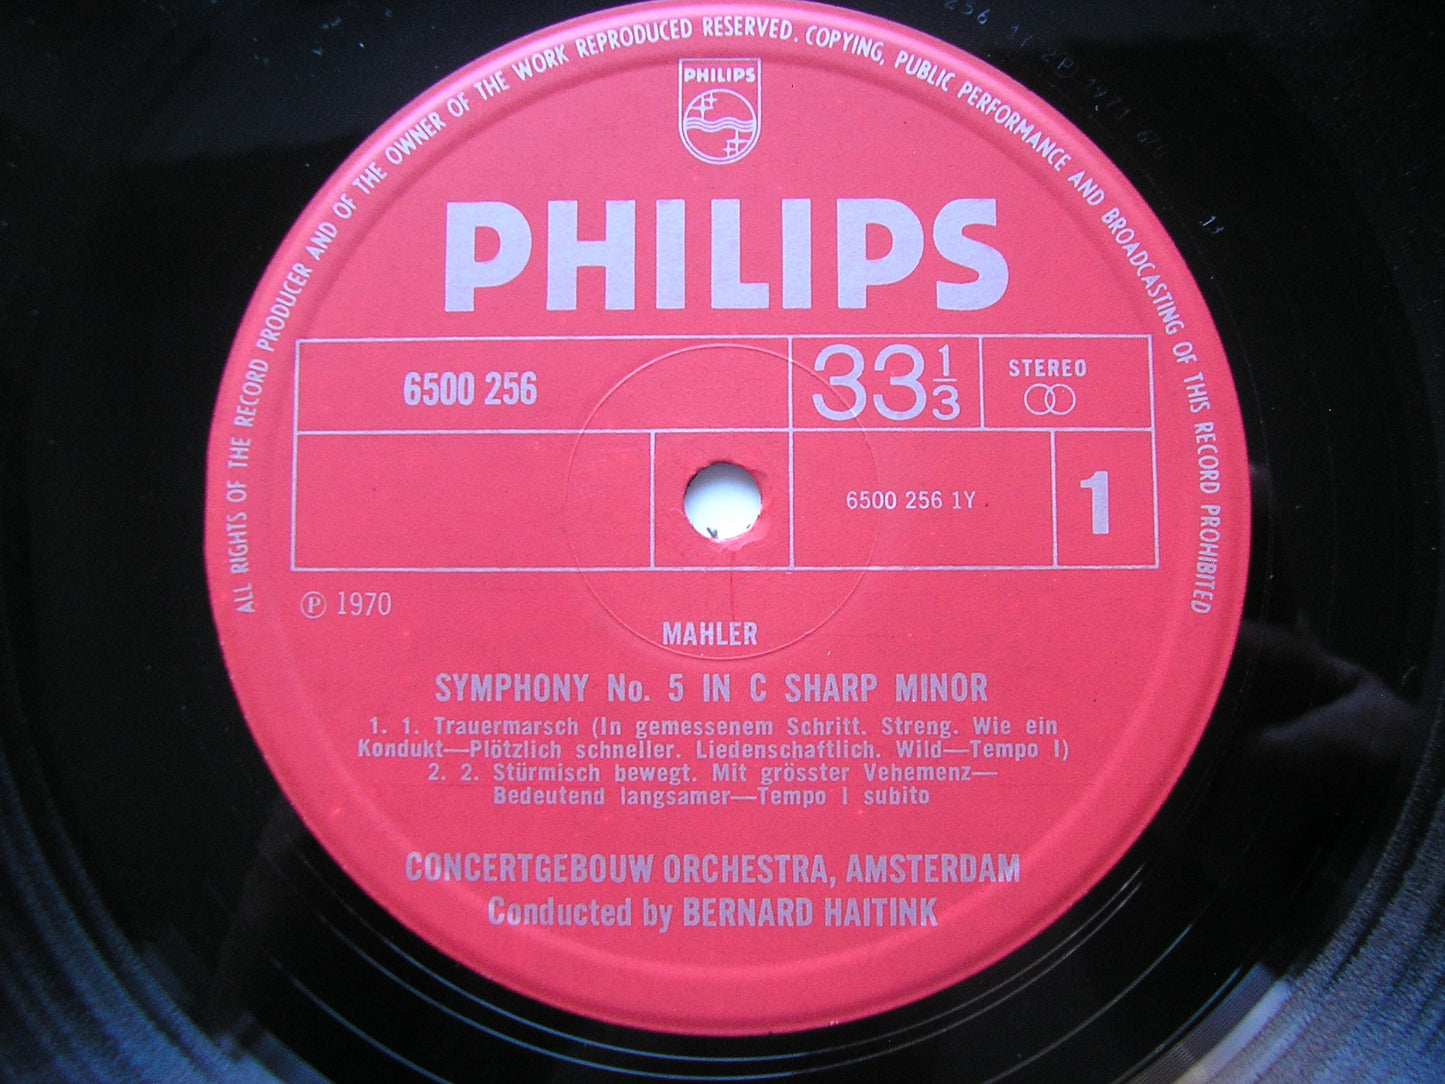 ALL RIGHTS OF THE RECORD PRODUCER AND OF THE OWNER OF THE WORK REPRODUCED RESERVED. COPYING, PUBLIC PERFORMANCE AND BROADCASTING OF THIS RECORD PROHIBITED
PHILIPS
PHILIPS
6500 256
33 1/3
STEREO
6500 256 1Y
1
Ⓟ 1970
MAHLER
SYMPHONY No. 5 IN C SHARP MINOR
1. 1. Trauermarsch (In gemessenem Schritt. Streng. Wie ein
Kondukt—Plötzlich schneller. Liedenschaftlich. Wild—Tempo I)
2. 2. Stürmisch bewegt. Mit grösster Vehemenz—
Bedeutend langsamer—Tempo I subito
CONCERTGEBOUW ORCHESTRA, AMSTERDAM
Conducted by BERNARD HAITINK
13